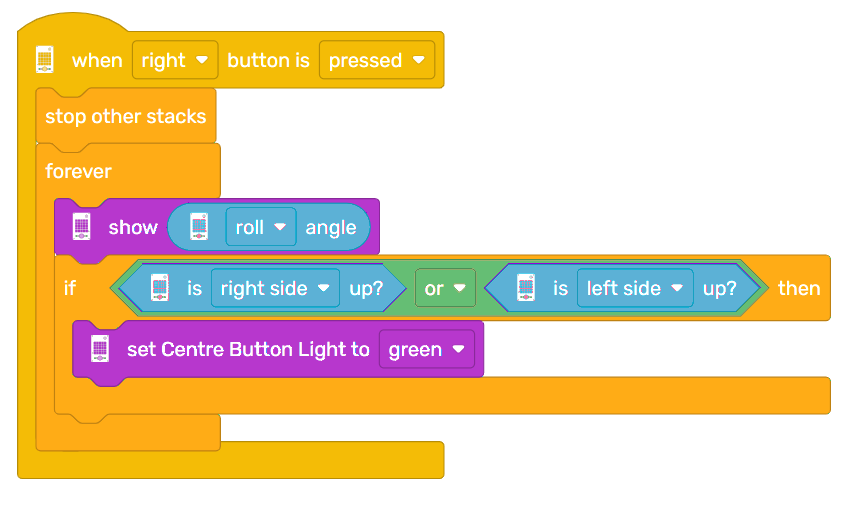 when right button is pressed
stop other stacks
forever
show roll angle
if is right side up? or is left side up? then
set Centre Button Light to green